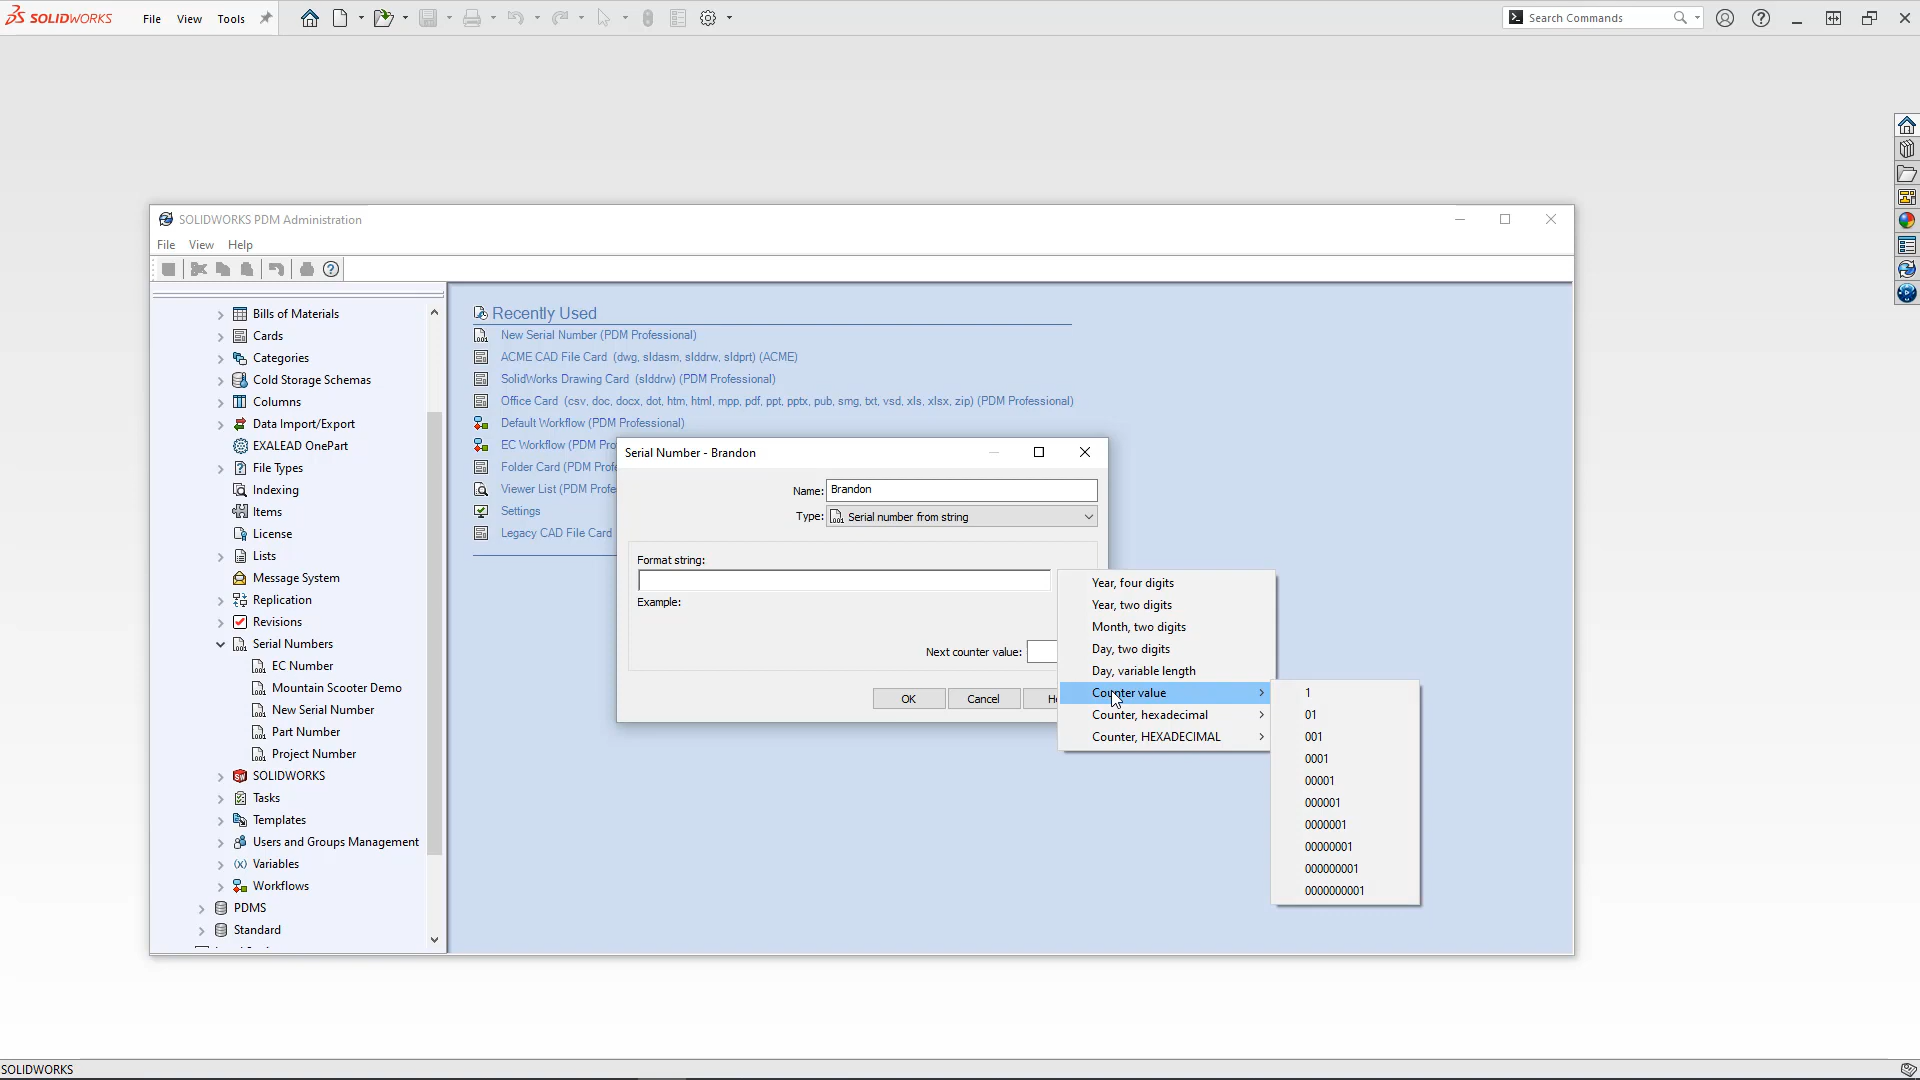 SOLIDWORKS
File
View
Tools
Search Commands
SOLIDWORKS PDM Administration
File
View
Help
Bills of Materials
Cards
Categories
Cold Storage Schemas
Columns
Data Import/Export
EXALEAD OnePart
File Types
Indexing
Items
License
Lists
Message System
Replication
Revisions
Serial Numbers
EC Number
Mountain Scooter Demo
New Serial Number
Part Number
Project Number
SOLIDWORKS
Tasks
Templates
Users and Groups Management
Variables
Workflows
PDMS
Standard
Recently Used
New Serial Number (PDM Professional)
ACME CAD File Card (dwg, sldasm, slddrw, sldprt) (ACME)
SolidWorks Drawing Card (slddrw) (PDM Professional)
Office Card (csv, doc, docx, dot, htm, html, mpp, pdf, ppt, pptx, pub, smg, txt, vsd, xls, xlsx, zip) (PDM Professional)
Default Workflow (PDM Professional)
EC Workflow (PDM Pro
Folder Card (PDM Profe
Viewer List (PDM Profe
Settings
Legacy CAD File Card
Serial Number - Brandon
Name: Brandon
Type: Serial number from string
Format string:
Example:
Next counter value:
OK
Cancel
He
Year, four digits
Year, two digits
Month, two digits
Day, two digits
Day, variable length
Counter value
Counter, hexadecimal
Counter, HEXADECIMAL
1
01
001
0001
00001
000001
0000001
00000001
000000001
0000000001
SOLIDWORKS